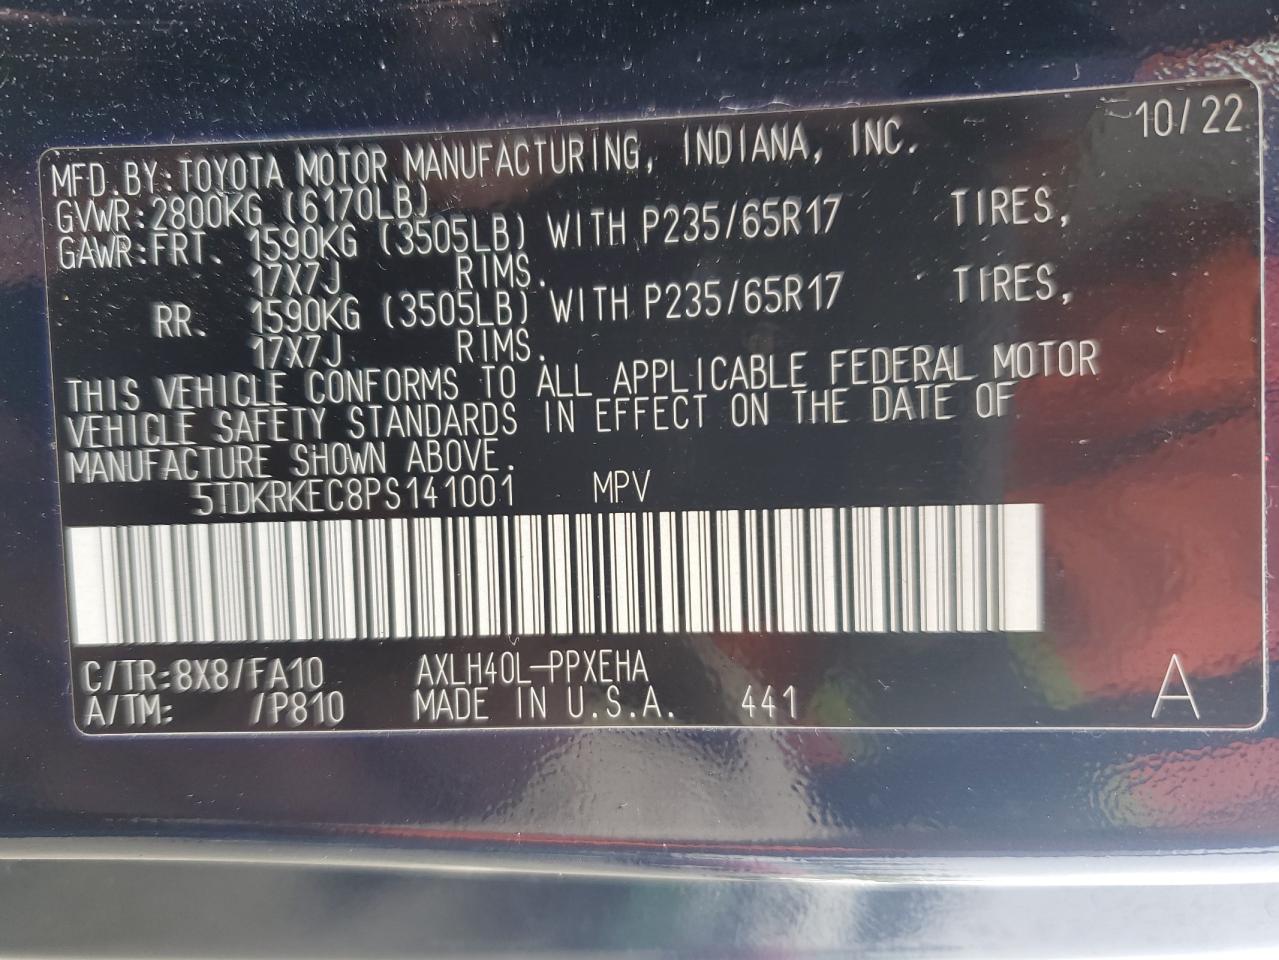 10/22
MFD.BY:TOYOTA MOTOR MANUFACTURING, INDIANA, INC.
GVWR:2800KG (6170LB)
GAWR:FRT. 1590KG (3505LB) WITH P235/65R17 TIRES,
17X7J RIMS.
RR. 1590KG (3505LB) WITH P235/65R17 TIRES,
17X7J RIMS.
THIS VEHICLE CONFORMS TO ALL APPLICABLE FEDERAL MOTOR
VEHICLE SAFETY STANDARDS IN EFFECT ON THE DATE OF
MANUFACTURE SHOWN ABOVE.
5TDKRKEC8PS141001 MPV
C/TR:8X8/FA10 AXLH40L-PPXEHA
A/TM: /P810 MADE IN U.S.A. 441 A